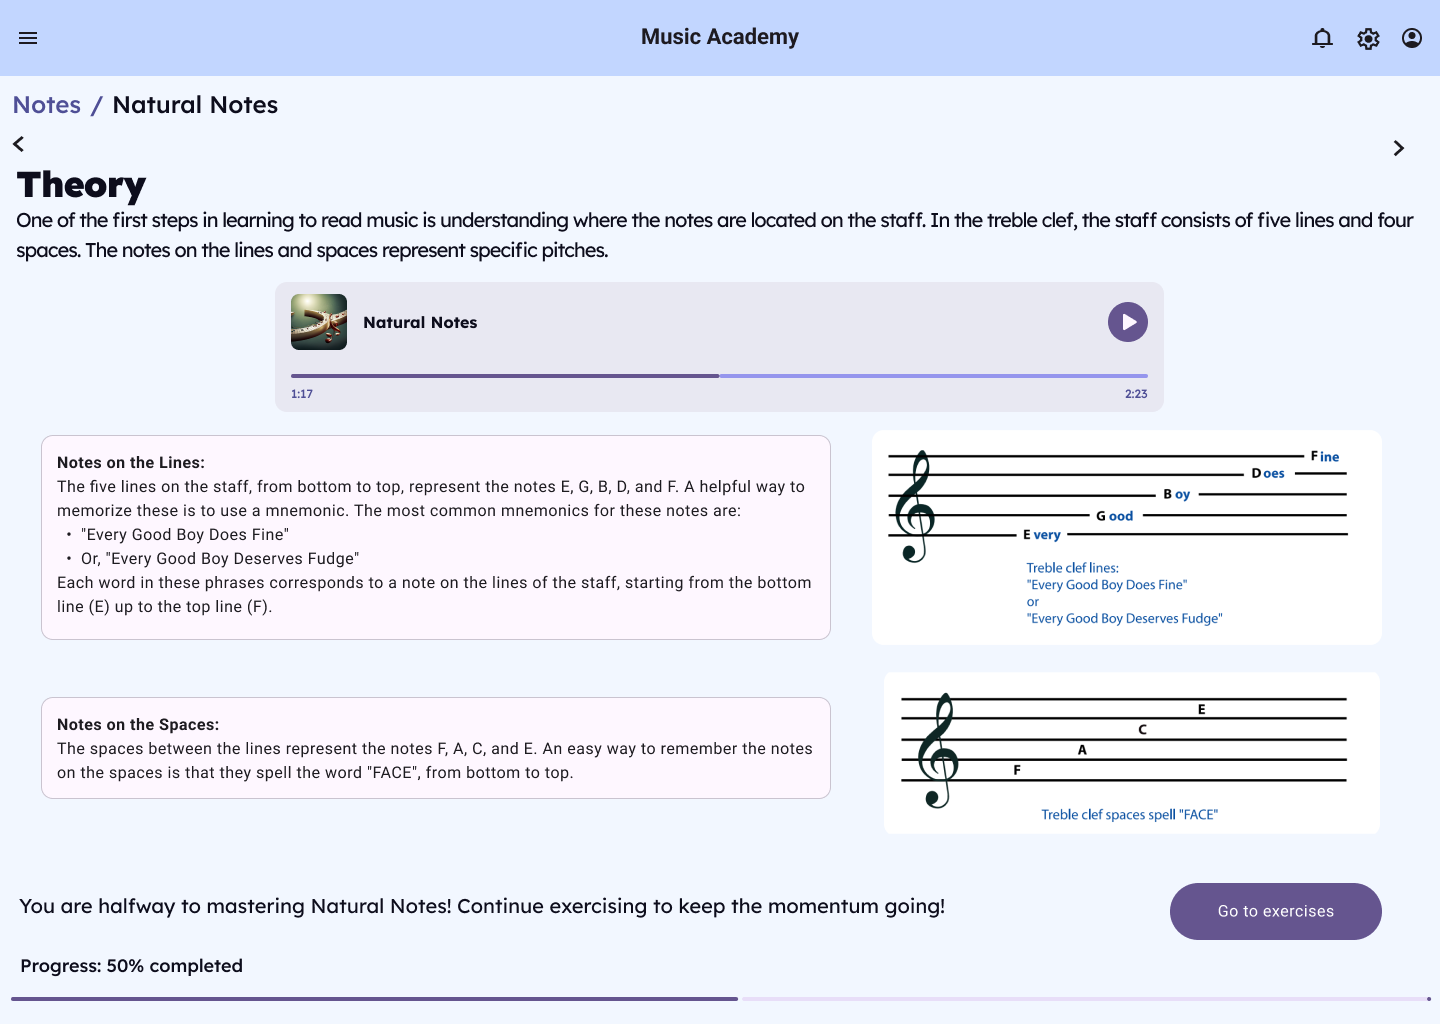 Music Academy
Notes / Natural Notes
Theory
One of the first steps in learning to read music is understanding where the notes are located on the staff. In the treble clef, the staff consists of five lines and four
spaces. The notes on the lines and spaces represent specific pitches.
Natural Notes
1:17
2:23
Notes on the Lines:
The five lines on the staff, from bottom to top, represent the notes E, G, B, D, and F. A helpful way to
memorize these is to use a mnemonic. The most common mnemonics for these notes are:
• "Every Good Boy Does Fine"
• Or, "Every Good Boy Deserves Fudge"
Each word in these phrases corresponds to a note on the lines of the staff, starting from the bottom
line (E) up to the top line (F).
F ine
D oes
B oy
G ood
E very
Treble clef lines:
"Every Good Boy Does Fine"
or
"Every Good Boy Deserves Fudge"
Notes on the Spaces:
The spaces between the lines represent the notes F, A, C, and E. An easy way to remember the notes
on the spaces is that they spell the word "FACE", from bottom to top.
E
C
A
F
Treble clef spaces spell "FACE"
You are halfway to mastering Natural Notes! Continue exercising to keep the momentum going!
Go to exercises
Progress: 50% completed